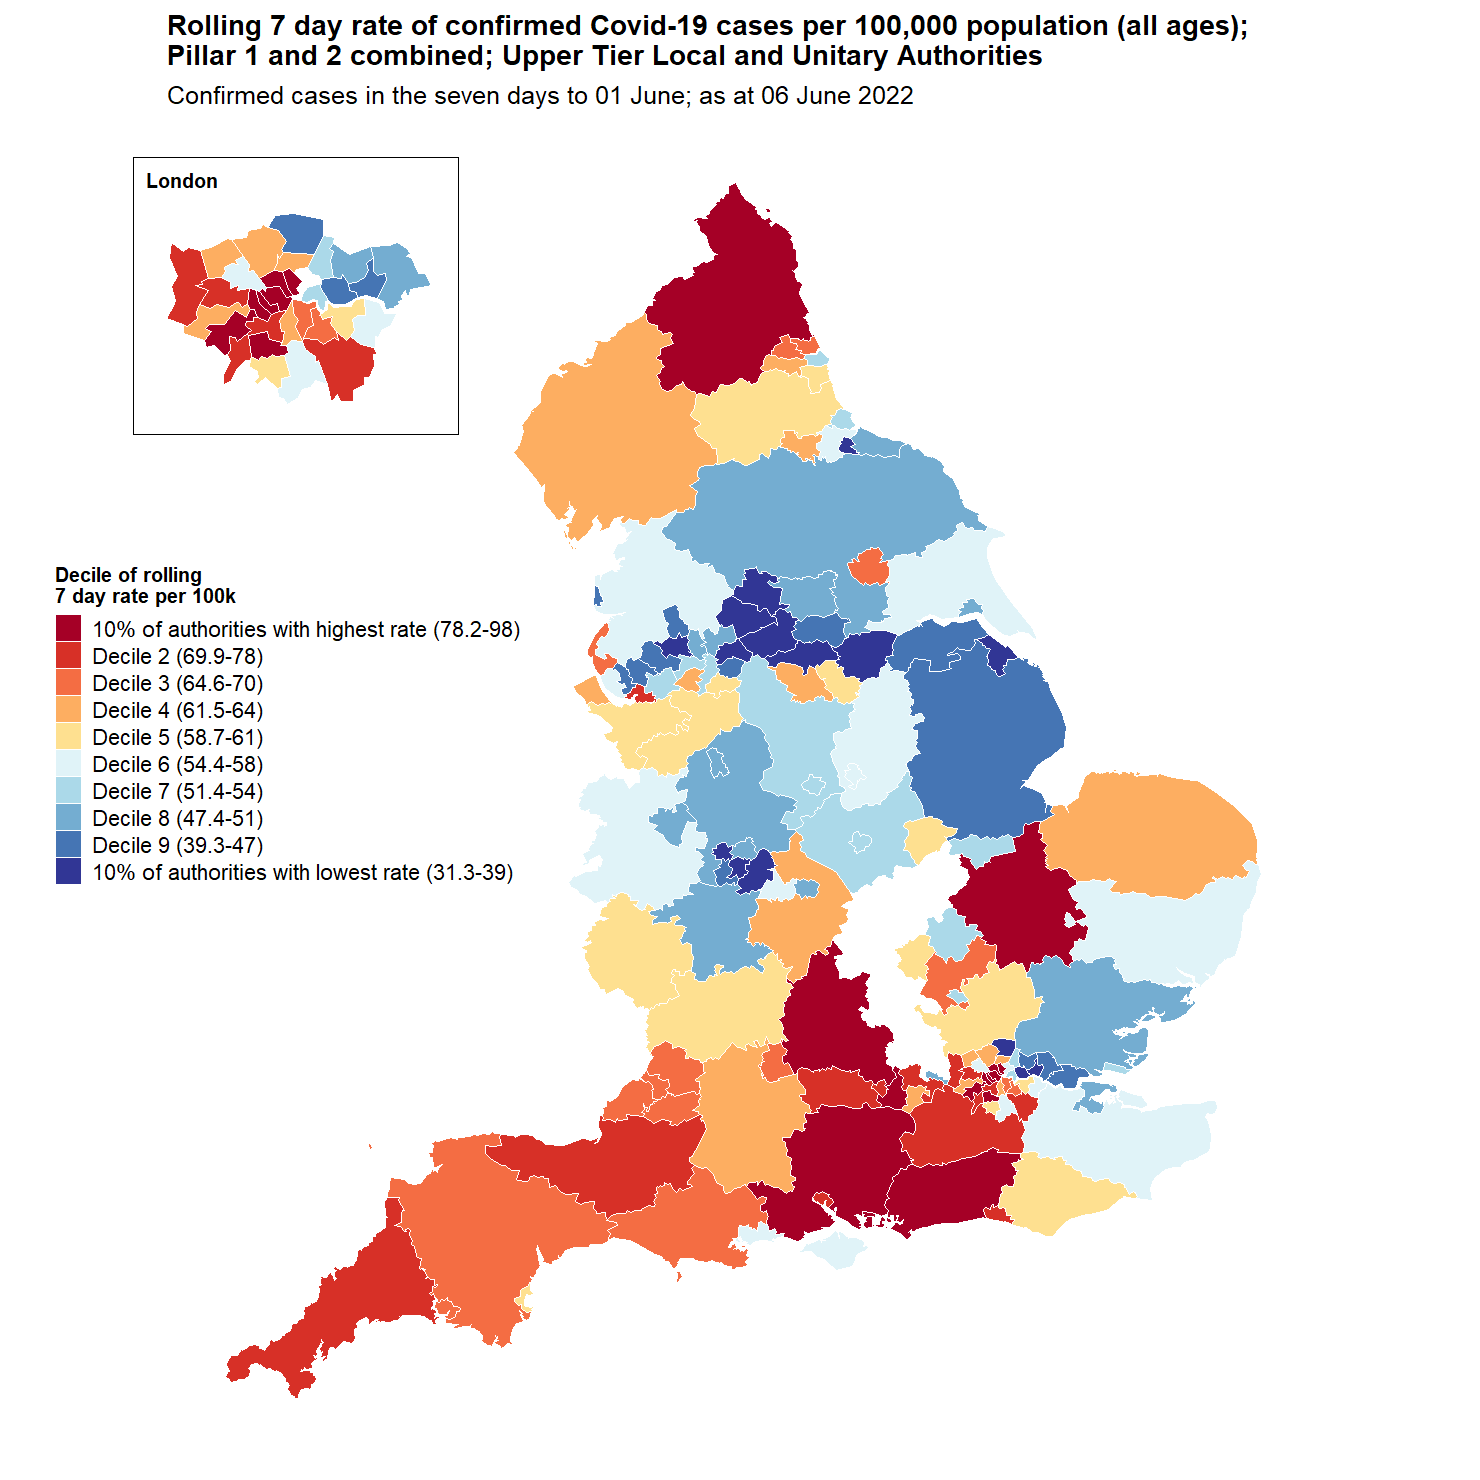 Rolling 7 day rate of confirmed Covid-19 cases per 100,000 population (all ages);
Pillar 1 and 2 combined; Upper Tier Local and Unitary Authorities
Confirmed cases in the seven days to 01 June; as at 06 June 2022
London
Decile of rolling
7 day rate per 100k
10% of authorities with highest rate (78.2-98)
Decile 2 (69.9-78)
Decile 3 (64.6-70)
Decile 4 (61.5-64)
Decile 5 (58.7-61)
Decile 6 (54.4-58)
Decile 7 (51.4-54)
Decile 8 (47.4-51)
Decile 9 (39.3-47)
10% of authorities with lowest rate (31.3-39)